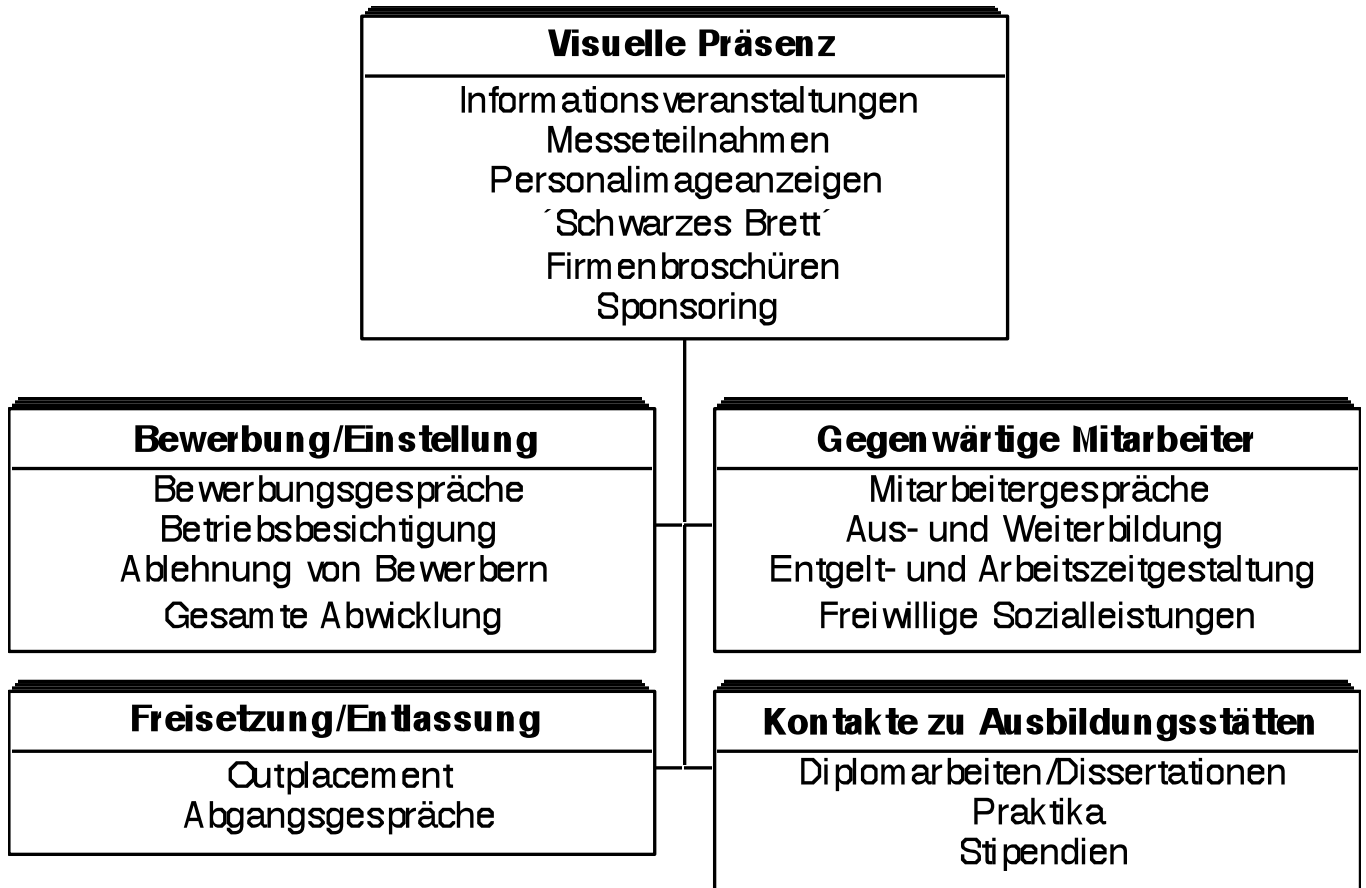 Visuelle Präsenz
Informationsveranstaltungen
Messeteilnahmen
Personalimageanzeigen
´Schwarzes Brett´
Firmenbroschüren
Sponsoring
Bewerbung/Einstellung
Bewerbungsgespräche
Betriebsbesichtigung
Ablehnung von Bewerbern
Gesamte Abwicklung
Gegenwärtige Mitarbeiter
Mitarbeitergespräche
Aus- und Weiterbildung
Entgelt- und Arbeitszeitgestaltung
Freiwillige Sozialleistungen
Freisetzung/Entlassung
Outplacement
Abgangsgespräche
Kontakte zu Ausbildungsstätten
Diplomarbeiten/Dissertationen
Praktika
Stipendien